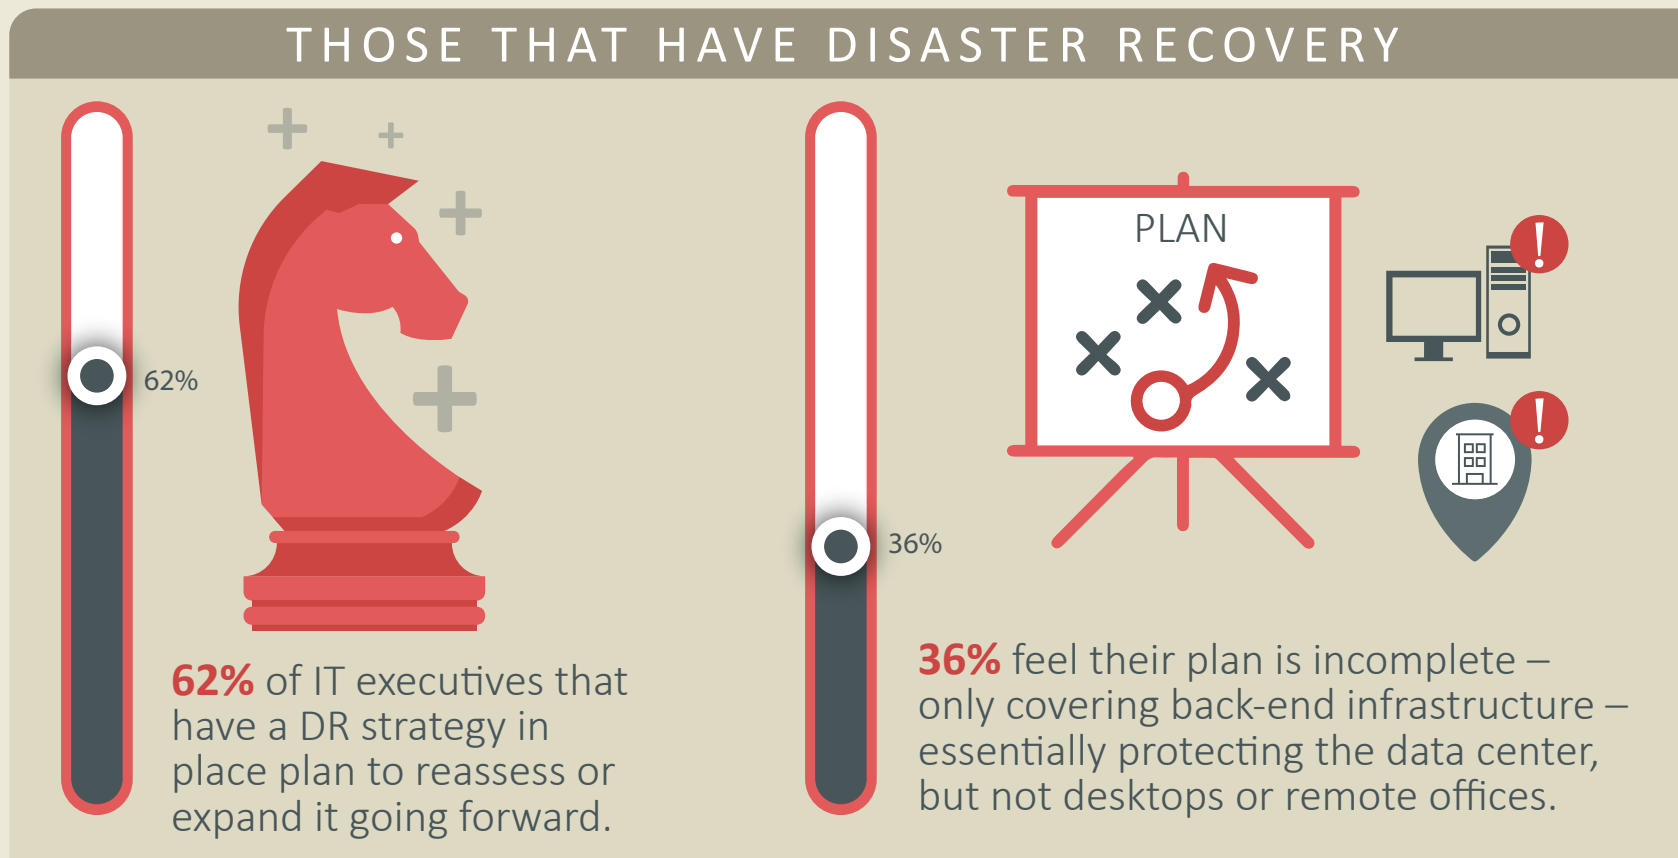 THOSE THAT HAVE DISASTER RECOVERY
62%
62% of IT executives that
have a DR strategy in
place plan to reassess or
expand it going forward.
36%
PLAN
!
!
36% feel their plan is incomplete –
only covering back-end infrastructure –
essentially protecting the data center,
but not desktops or remote offices.